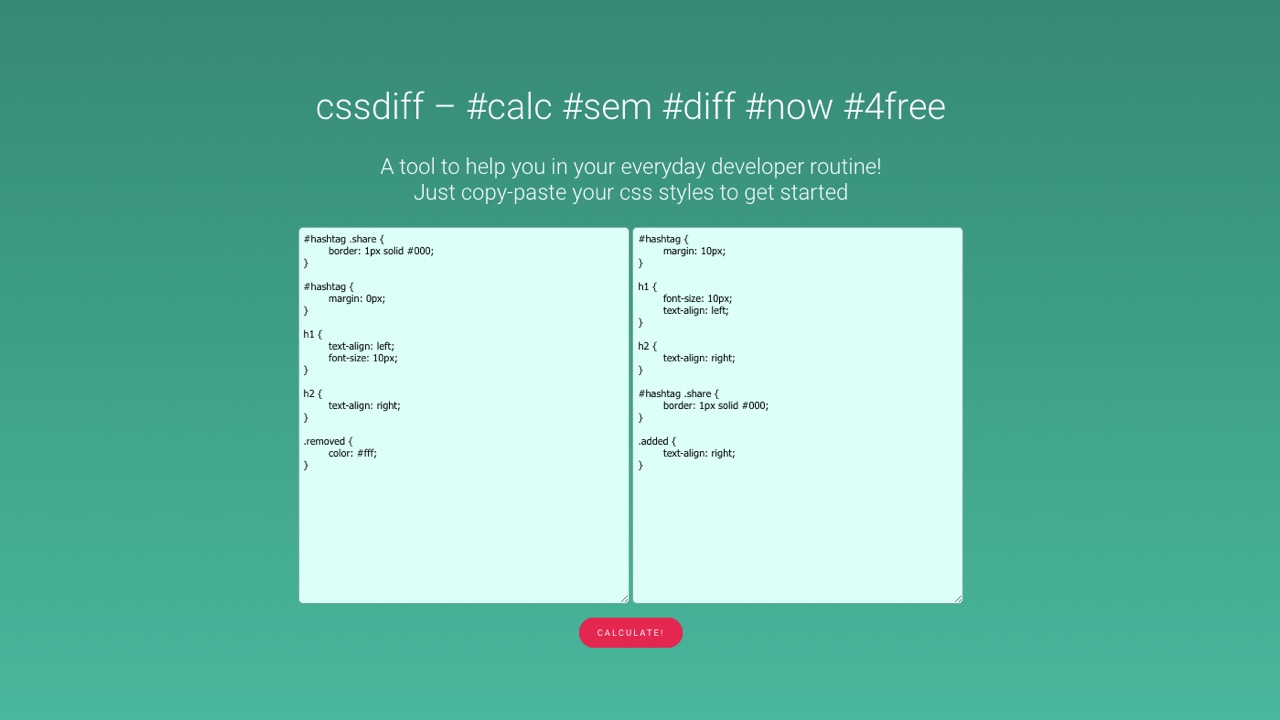 cssdiff – #calc #sem #diff #now #4free
A tool to help you in your everyday developer routine!
Just copy-paste your css styles to get started
#hashtag .share {
border: 1px solid #000;
}
#hashtag {
margin: 0px;
}
h1 {
text-align: left;
font-size: 10px;
}
h2 {
text-align: right;
}
.removed {
color: #fff;
}
#hashtag {
margin: 10px;
}
h1 {
font-size: 10px;
text-align: left;
}
h2 {
text-align: right;
}
#hashtag .share {
border: 1px solid #000;
}
.added {
text-align: right;
}
CALCULATE!